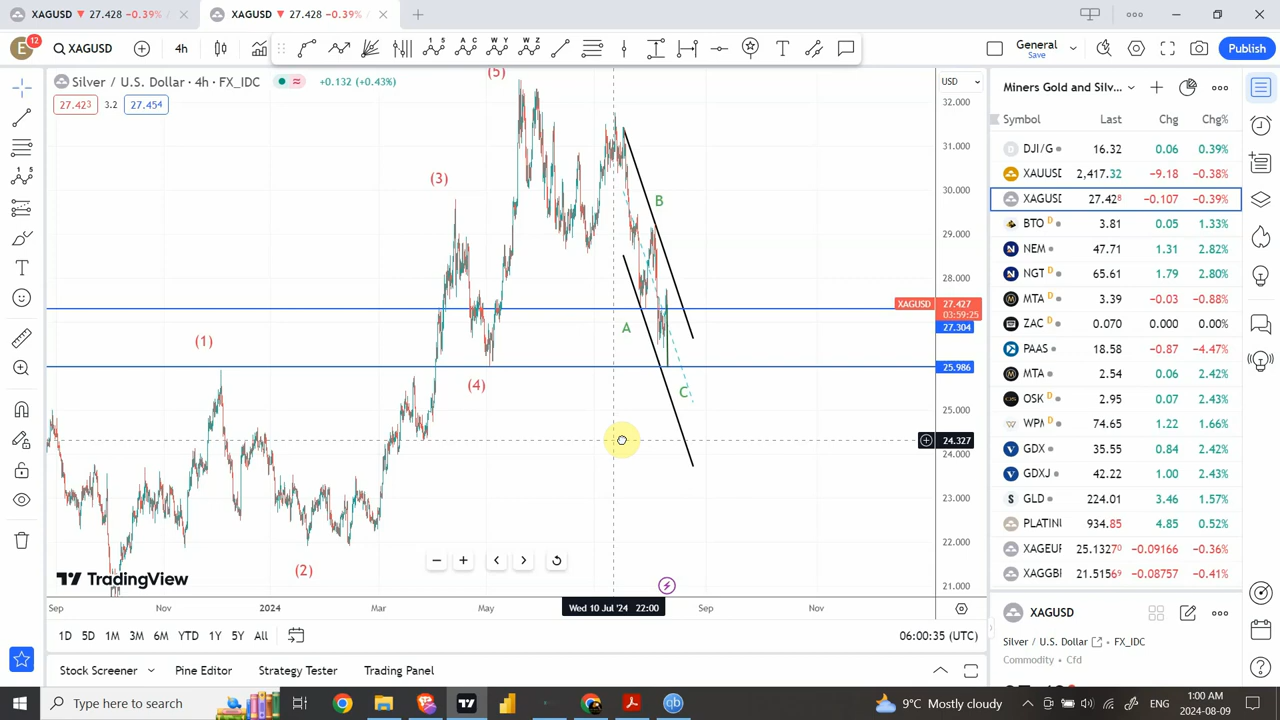 XAGUSD 27.428 −0.39%
XAGUSD 27.428 −0.39%
E 12 XAGUSD 4h General Save Publish
Silver / U.S. Dollar · 4h · FX_IDC +0.132 (+0.43%)
27.423 3.2 27.454
USD
32.000
31.000
30.000
29.000
28.000
XAGUSD 27.427
03:59:25
27.304
25.986
25.000
24.327
24.000
23.000
22.000
21.000
(1)
(2)
(3)
(4)
(5)
A
B
C
TradingView
Sep Nov 2024 Mar May Wed 10 Jul '24 22:00 Sep Nov
1D 5D 1M 3M 6M YTD 1Y 5Y All 06:00:35 (UTC)
Stock Screener Pine Editor Strategy Tester Trading Panel
Miners Gold and Silv...
Symbol Last Chg Chg%
DJI/G 16.32 0.06 0.39%
XAUUSD 2,417.32 −9.18 −0.38%
XAGUSD 27.428 −0.107 −0.39%
BTO D 3.81 0.05 1.33%
NEM 47.71 1.31 2.82%
NGT D 65.61 1.79 2.80%
MTA 3.39 −0.03 −0.88%
ZAC D 0.070 0.000 0.00%
PAAS 18.58 −0.87 −4.47%
MTA D 2.54 0.06 2.42%
OSK D 2.95 0.07 2.43%
WPM D 74.65 1.22 1.66%
GDX 35.55 0.84 2.42%
GDXJ 42.22 1.00 2.43%
GLD 224.01 3.46 1.57%
PLATINU 934.85 4.85 0.52%
XAGEUR 25.13270 −0.09166 −0.36%
XAGGBP 21.51569 −0.08757 −0.41%
XAGUSD
Silver / U.S. Dollar FX_IDC
Commodity Cfd
Type here to search
9°C Mostly cloudy
ENG
1:00 AM
2024-08-09